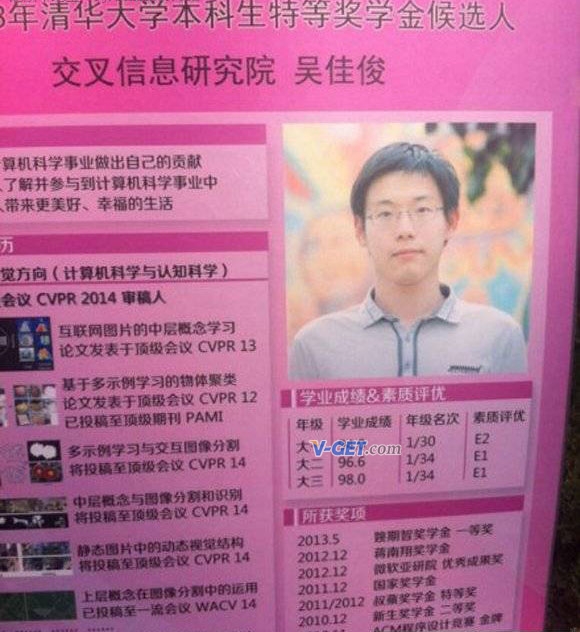 3年清华大学本科生特等奖学金候选人
交叉信息研究院 吴佳俊
算机科学事业做出自己的贡献
了解并参与到计算机科学事业中
人带来更美好、幸福的生活
历
觉方向（计算机科学与认知科学）
会议 CVPR 2014 审稿人
互联网图片的中层概念学习
论文发表于顶级会议 CVPR 13
基于多示例学习的物体聚类
论文发表于顶级会议 CVPR 12
已投稿至顶级期刊 PAMI
多示例学习与交互图像分割
将投稿至顶级会议 CVPR 14
中层概念与图像分割和识别
将投稿至顶级会议 CVPR 14
静态图片中的动态视觉结构
将投稿至顶级会议 CVPR 14
上层概念在图像分割中的运用
已投稿至一流会议 WACV 14
学业成绩&素质评优
年级 学业成绩 年级名次 素质评优
大 1/30 E2
大二 96.6 1/34 E1
大三 98.0 1/34 E1
V-GET.com
所获奖项
2013.5 钱期智奖学金 一等奖
2012.12 蒋南翔奖学金
2012.12 微软亚研院 优秀成果奖
2012.11 国家奖学金
2011/2012 叔蘋奖学金 特等奖
2010.12 新生奖学金 二等奖
ACM程序设计竞赛 金牌